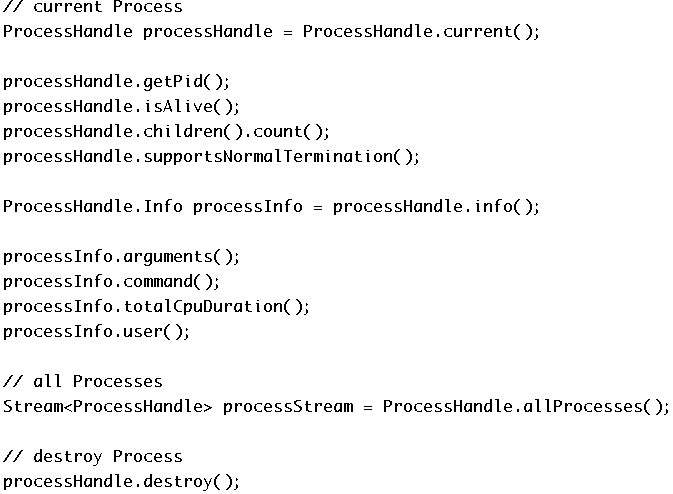 // current Process
ProcessHandle processHandle = ProcessHandle.current();
processHandle.getPid();
processHandle.isAlive();
processHandle.children().count();
processHandle.supportsNormalTermination();
ProcessHandle.Info processInfo = processHandle.info();
processInfo.arguments();
processInfo.command();
processInfo.totalCpuDuration();
processInfo.user();
// all Processes
Stream<ProcessHandle> processStream = ProcessHandle.allProcesses();
// destroy Process
processHandle.destroy();